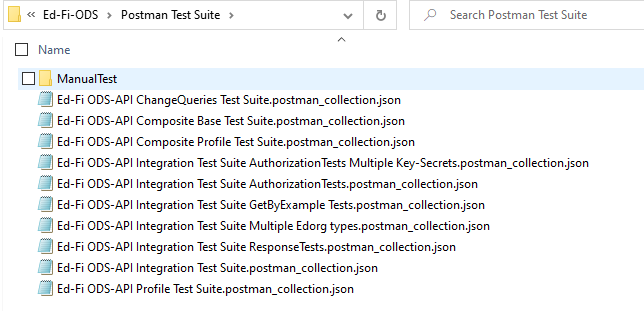 « Ed-Fi-ODS > Postman Test Suite > Search Postman Test Suite
Name
ManualTest
Ed-Fi ODS-API ChangeQueries Test Suite.postman_collection.json
Ed-Fi ODS-API Composite Base Test Suite.postman_collection.json
Ed-Fi ODS-API Composite Profile Test Suite.postman_collection.json
Ed-Fi ODS-API Integration Test Suite AuthorizationTests Multiple Key-Secrets.postman_collection.json
Ed-Fi ODS-API Integration Test Suite AuthorizationTests.postman_collection.json
Ed-Fi ODS-API Integration Test Suite GetByExample Tests.postman_collection.json
Ed-Fi ODS-API Integration Test Suite Multiple Edorg types.postman_collection.json
Ed-Fi ODS-API Integration Test Suite ResponseTests.postman_collection.json
Ed-Fi ODS-API Integration Test Suite.postman_collection.json
Ed-Fi ODS-API Profile Test Suite.postman_collection.json